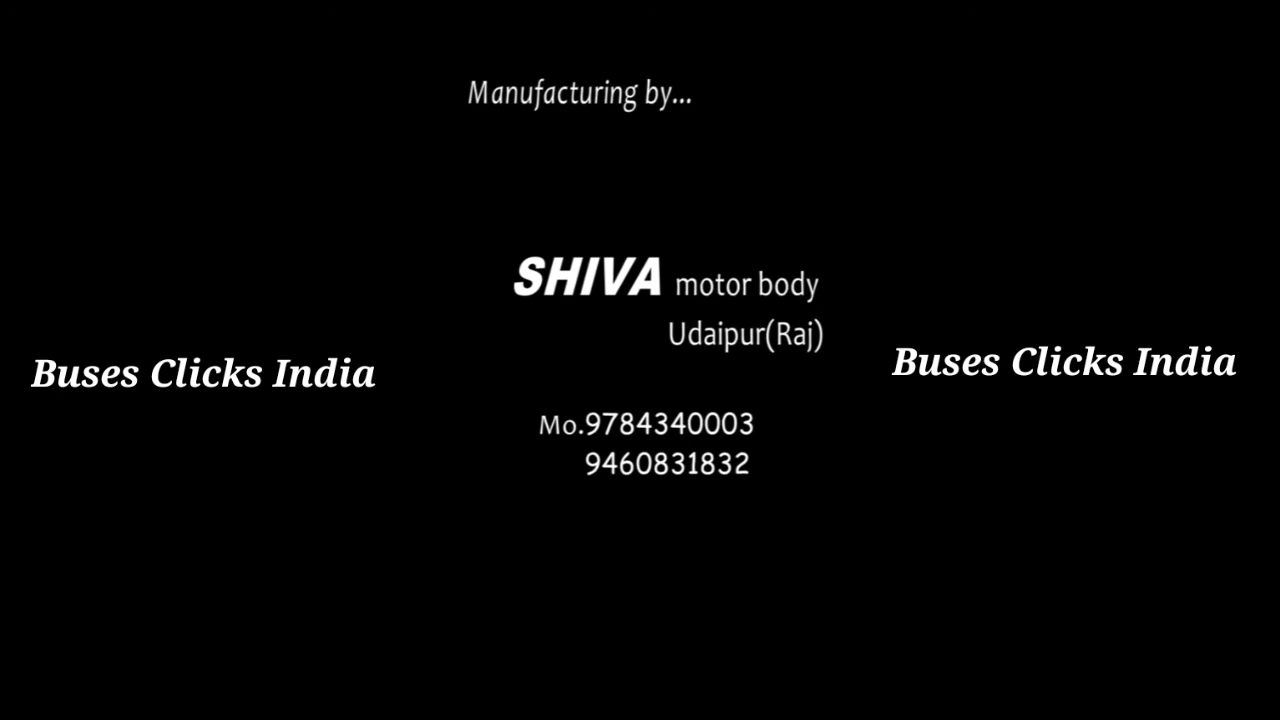 Manufacturing by...
SHIVA motor body
Udaipur(Raj)
Buses Clicks India
Buses Clicks India
Mo.9784340003
9460831832